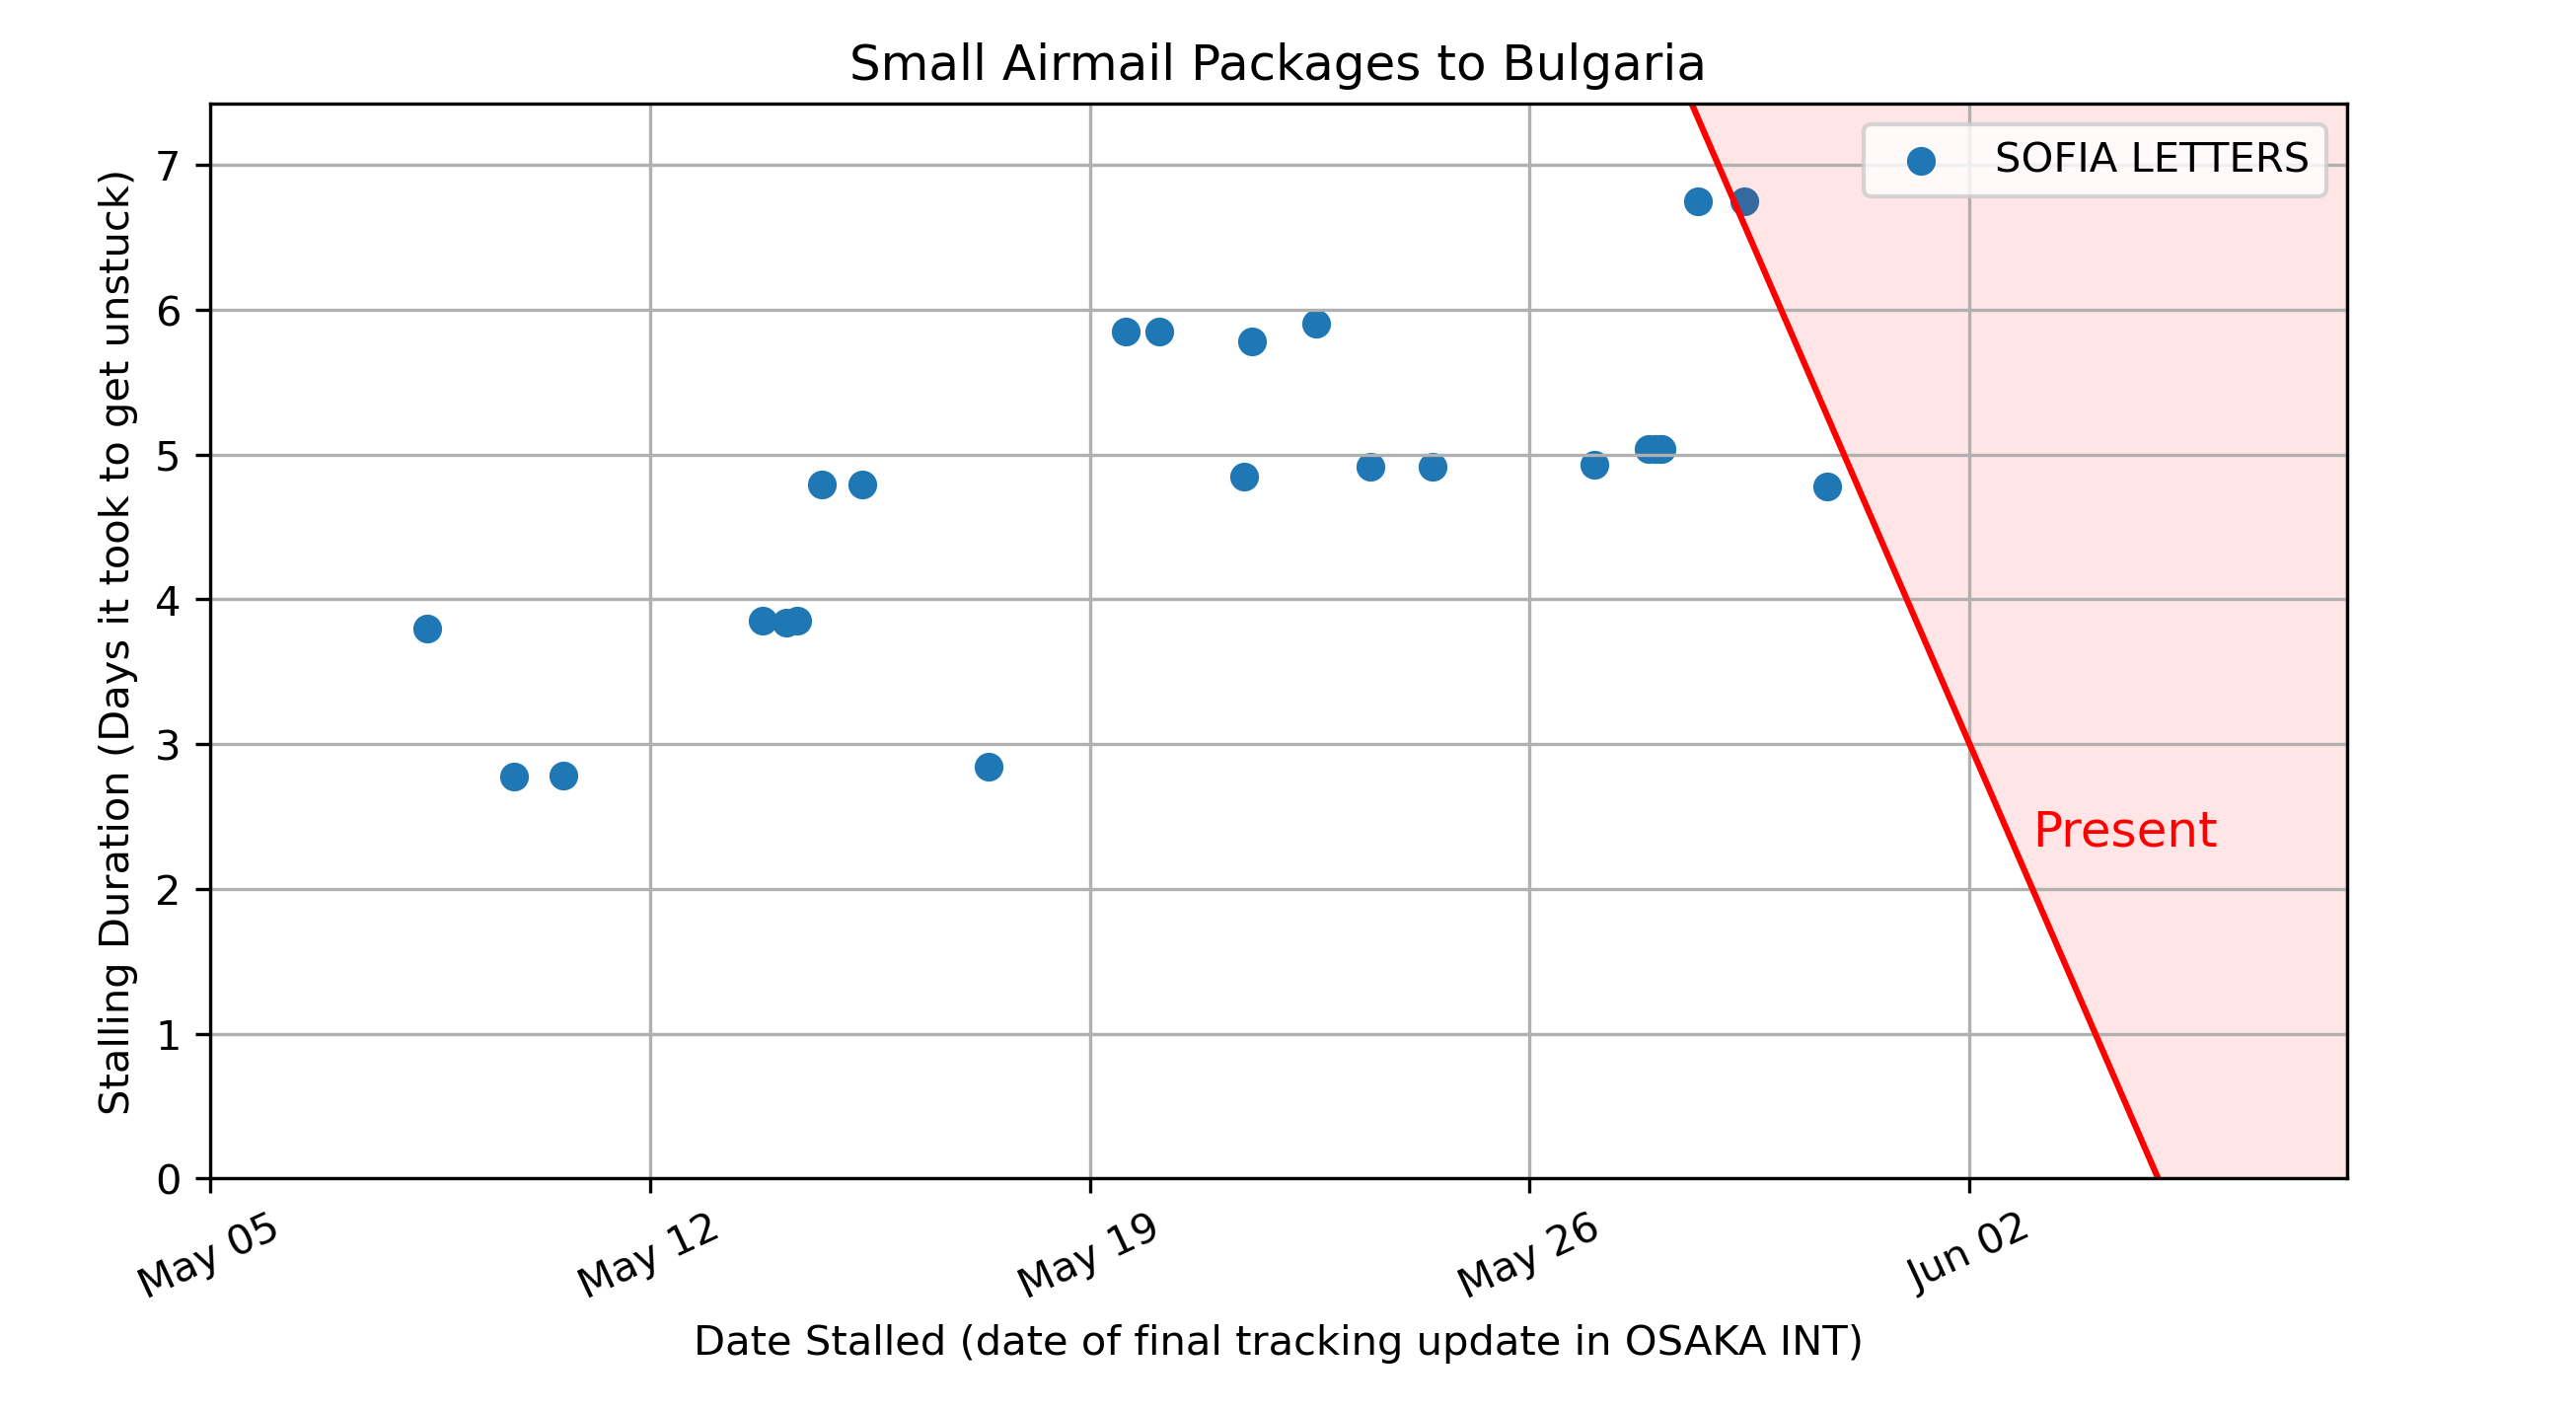 Small Airmail Packages to Bulgaria
Stalling Duration (Days it took to get unstuck)
7
6
5
4
3
2
1
0
SOFIA LETTERS
Present
May 05
May 12
May 19
May 26
Jun 02
Date Stalled (date of final tracking update in OSAKA INT)